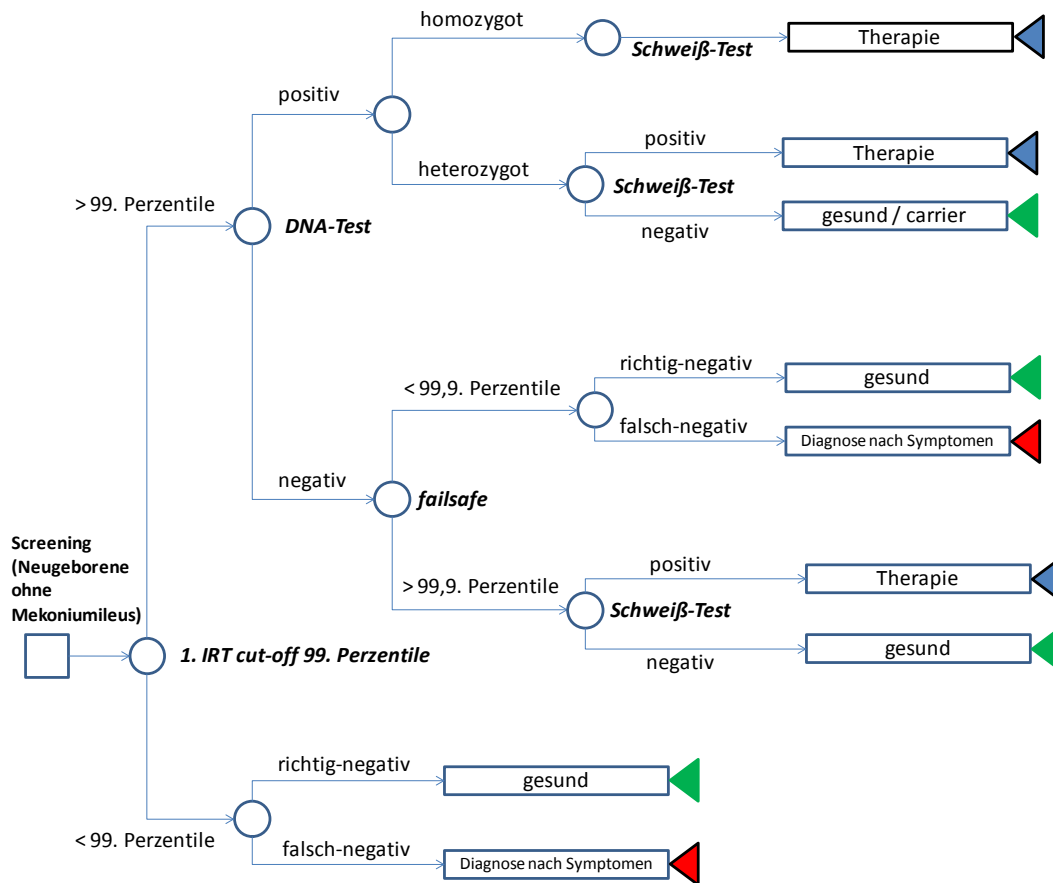 homozygot
Schweiß-Test
Therapie
positiv
heterozygot
positiv
Schweiß-Test
Therapie
negativ
gesund / carrier
> 99. Perzentile
DNA-Test
< 99,9. Perzentile
richtig-negativ
gesund
falsch-negativ
Diagnose nach Symptomen
negativ
failsafe
> 99,9. Perzentile
positiv
Schweiß-Test
Therapie
negativ
gesund
Screening
(Neugeborene
ohne
Mekoniumileus)
1. IRT cut-off 99. Perzentile
< 99. Perzentile
richtig-negativ
gesund
falsch-negativ
Diagnose nach Symptomen